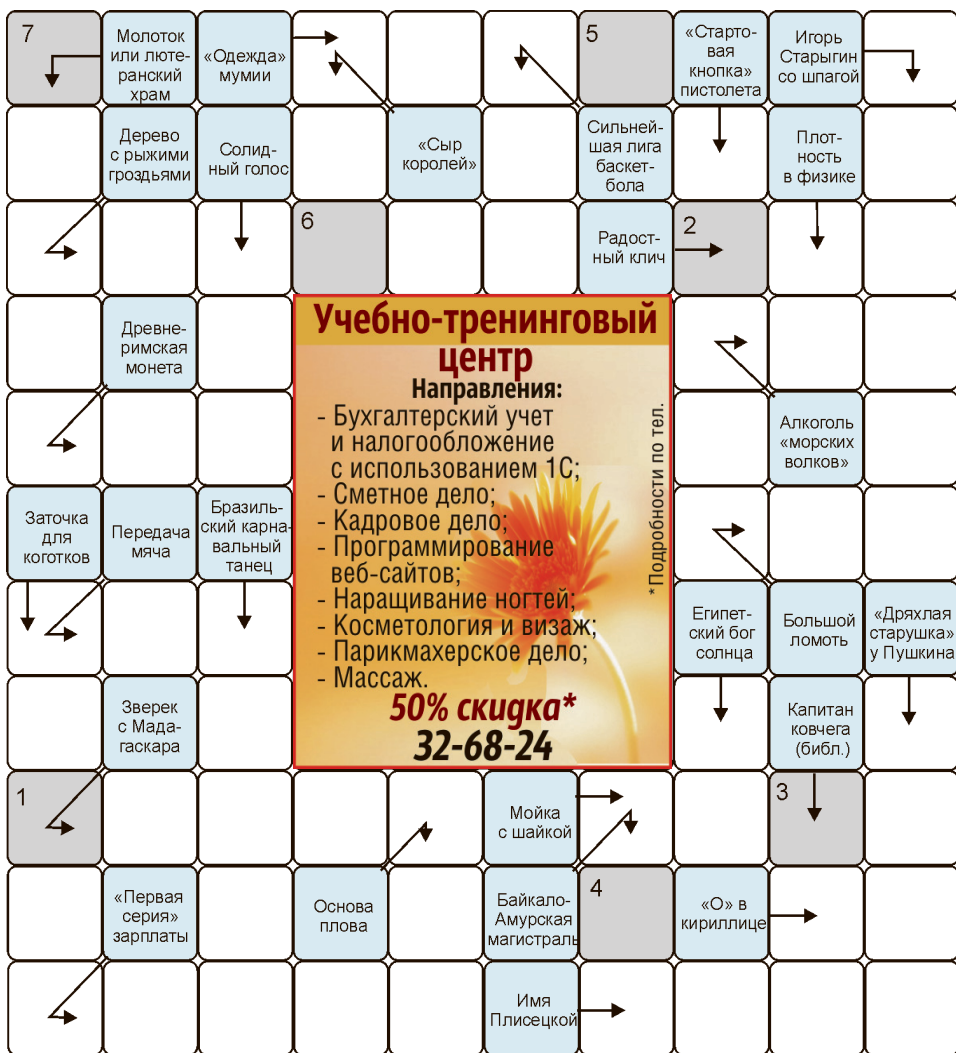 7
Молоток
или люте-
ранский
храм
«Одежда»
мумии
5
«Старто-
вая
кнопка»
пистолета
Игорь
Старыгин
со шпагой
Дерево
с рыжими
гроздьями
Солид-
ный голос
«Сыр
королей»
Сильней-
шая лига
баскет-
бола
Плот-
ность
в физике
6
Радост-
ный клич
2
Древне-
римская
монета
Учебно-тренинговый
центр
Направления:
- Бухгалтерский учет
и налогообложение
с использованием 1С;
- Сметное дело;
- Кадровое дело;
- Программирование
веб-сайтов;
- Наращивание ногтей;
- Косметология и визаж;
- Парикмахерское дело;
- Массаж.
50% скидка*
32-68-24
*Подробности по тел.
Алкоголь
«морских
волков»
Заточка
для
коготков
Передача
мяча
Бразиль-
ский карна-
вальный
танец
Египет-
ский бог
солнца
Большой
ломоть
«Дряхлая
старушка»
у Пушкина
Зверек
с Мада-
гаскара
Капитан
ковчега
(библ.)
1
Мойка
с шайкой
3
«Первая
серия»
зарплаты
Основа
плова
Байкало-
Амурская
магистраль
4
«О» в
кириллице
Имя
Плисецкой